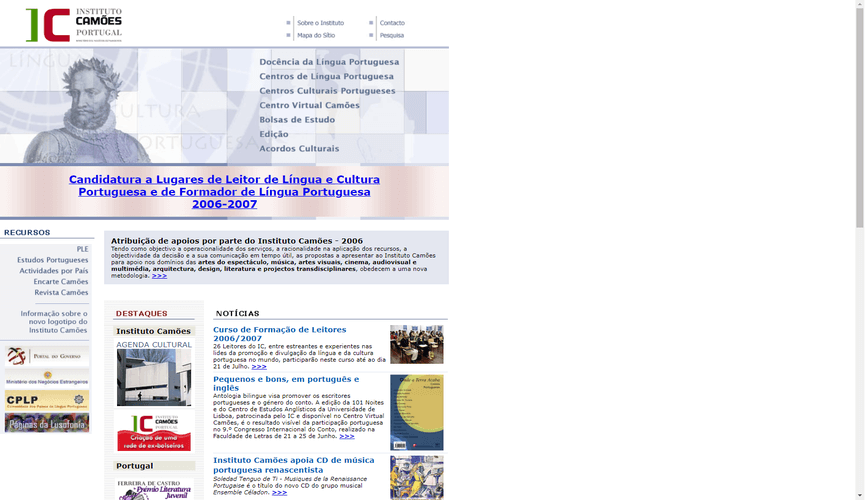 INSTITUTO
CAMÕES
PORTUGAL
Sobre o Instituto
Contacto
Mapa do Sítio
Pesquisa
LÍNGUA
CULTURA
PORTUGUESA
Docência da Língua Portuguesa
Centros de Língua Portuguesa
Centros Culturais Portugueses
Centro Virtual Camões
Bolsas de Estudo
Edição
Acordos Culturais
Candidatura a Lugares de Leitor de Língua e Cultura
Portuguesa e de Formador de Língua Portuguesa
2006-2007
RECURSOS
PLE
Estudos Portugueses
Actividades por País
Encarte Camões
Revista Camões
Informação sobre o
novo logotipo do
Instituto Camões
PORTAL DO GOVERNO
Ministério dos Negócios Estrangeiros
CPLP
Comunidade dos Países de Língua Portuguesa
Páginas da Lusofonia
Atribuição de apoios por parte do Instituto Camões - 2006
Tendo como objectivo a operacionalidade dos serviços, a racionalidade na aplicação dos recursos, a
objectividade da decisão e a sua comunicação em tempo útil, as propostas a apresentar ao Instituto Camões
para apoio nos domínios das artes do espectáculo, música, artes visuais, cinema, audiovisual e
multimédia, arquitectura, design, literatura e projectos transdisciplinares, obedecem a uma nova
metodologia. >>>
DESTAQUES
Instituto Camões
AGENDA CULTURAL
INSTITUTO
CAMÕES
PORTUGAL
Criação de uma
rede de ex-bolseiros
Portugal
FERREIRA DE CASTRO
Prémio Literário
Juvenil
NOTÍCIAS
Curso de Formação de Leitores
2006/2007
26 Leitores do IC, entre estreantes e experientes nas
lides da promoção e divulgação da língua e da cultura
portuguesa no mundo, participarão neste curso até ao dia
21 de Julho. >>>
Pequenos e bons, em português e
inglês
Antologia bilingue visa promover os escritores
portugueses e o género do conto. A edição da 101 Noites
e do Centro de Estudos Anglísticos da Universidade de
Lisboa, patrocinada pelo IC e disponível no Centro Virtual
Camões, é o resultado visível da participação portuguesa
no 9.º Congresso Internacional do Conto, realizado na
Faculdade de Letras de 21 a 25 de Junho. >>>
Instituto Camões apoia CD de música
portuguesa renascentista
Soledad Tenguo de Ti - Musiques de la Renaissance
Portugaise é o título do novo CD do grupo musical
Ensemble Céladon. >>>